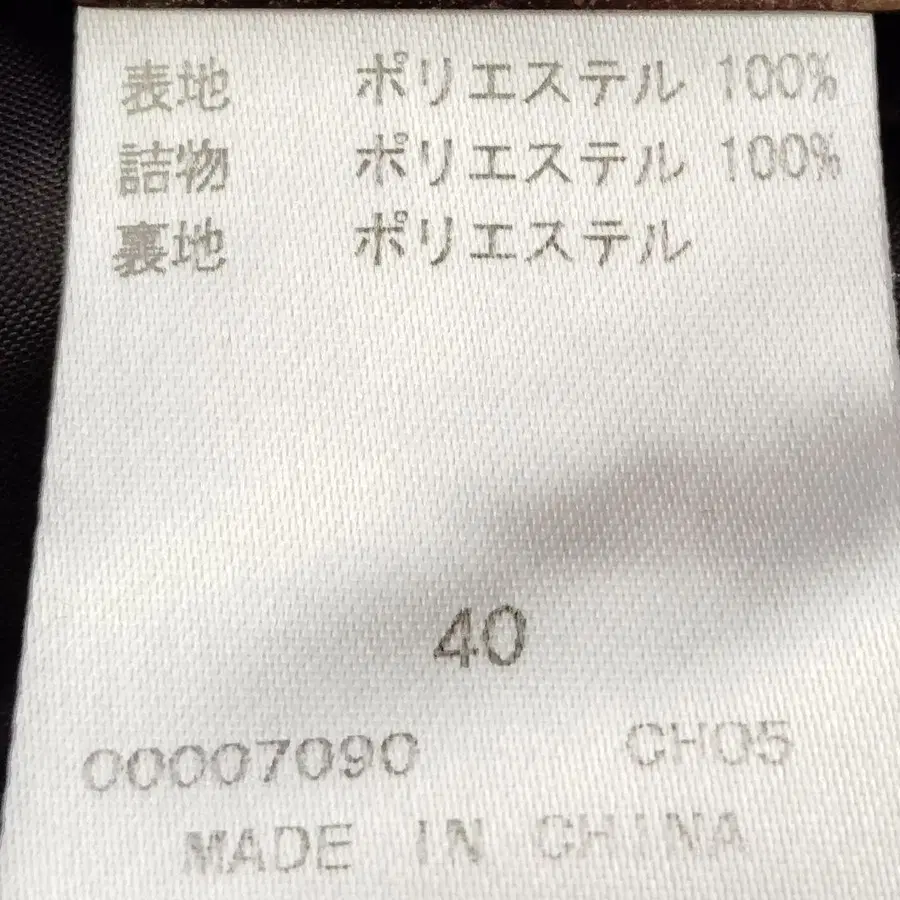 表地 ポリエステル 100%
詰物 ポリエステル 100%
裏地 ポリエステル
40
00007090 CH05
MADE IN CHINA